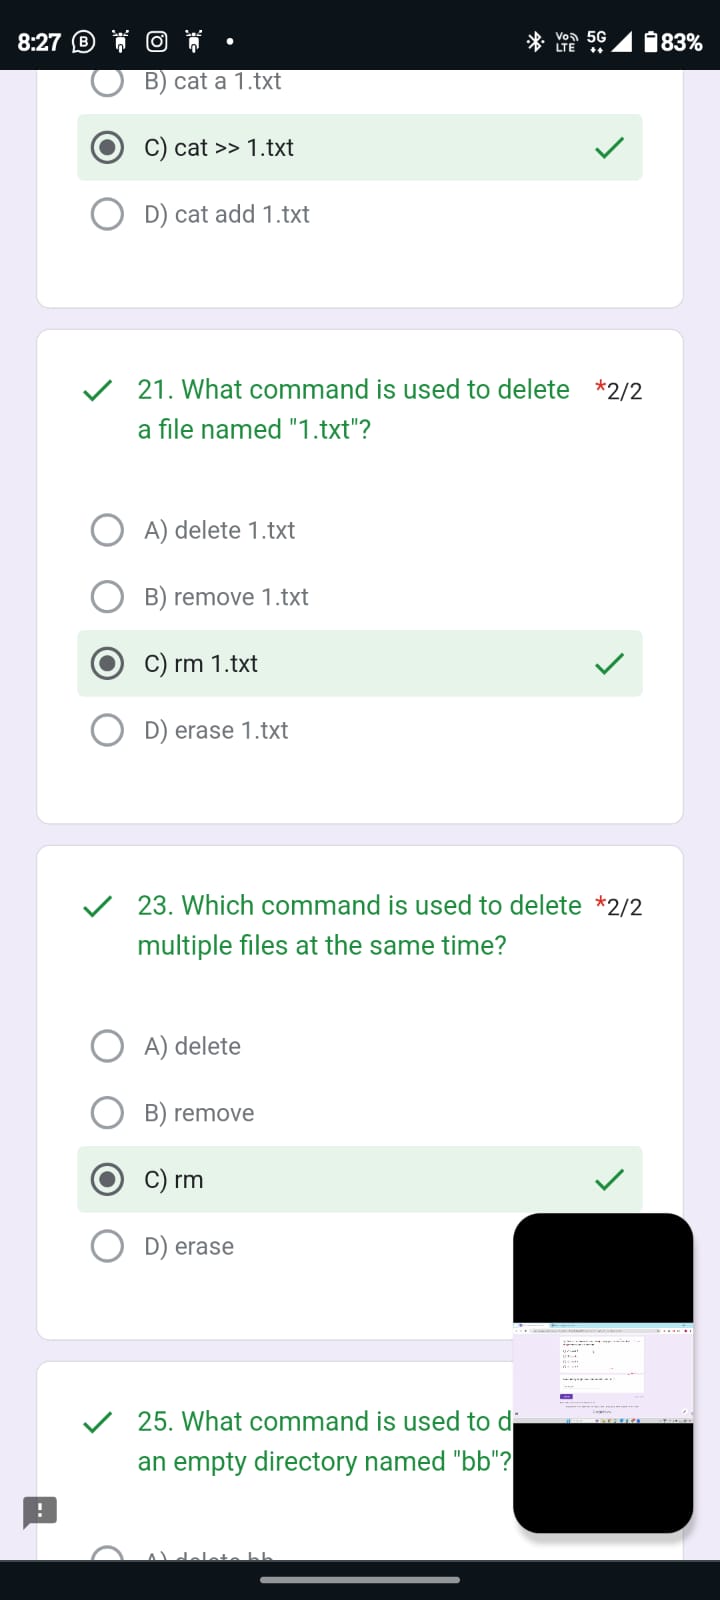 8:27
VoD 5G 83%
LTE
B) cat a 1.txt
C) cat >> 1.txt
D) cat add 1.txt
21. What command is used to delete *2/2
a file named "1.txt"?
A) delete 1.txt
B) remove 1.txt
C) rm 1.txt
D) erase 1.txt
23. Which command is used to delete *2/2
multiple files at the same time?
A) delete
B) remove
C) rm
D) erase
25. What command is used to d
an empty directory named "bb"?
A) delete bb